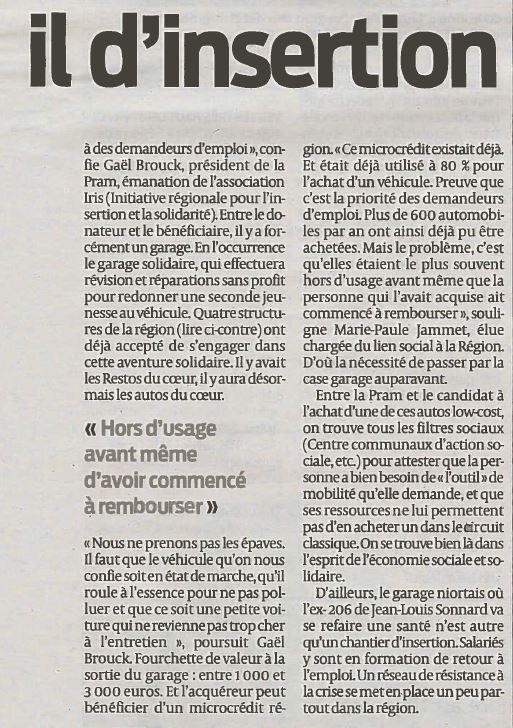 il d'insertion
à des demandeurs d'emploi », con-
fie Gaël Brouck, président de la
Pram, émanation de l'association
Iris (Initiative régionale pour l'in-
sertion et la solidarité). Entre le do-
nateur et le bénéficiaire, il y a for-
cément un garage. En l'occurrence
le garage solidaire, qui effectuera
révision et réparations sans profit
pour redonner une seconde jeu-
nesse au véhicule. Quatre structu-
res de la région (lire ci-contre) ont
déjà accepté de s'engager dans
cette aventure solidaire. Il y avait
les Restos du cœur, il y aura désor-
mais les autos du cœur.
« Hors d'usage
avant même
d'avoir commencé
à rembourser »
« Nous ne prenons pas les épaves.
Il faut que le véhicule qu'on nous
confie soit en état de marche, qu'il
roule à l'essence pour ne pas pol-
luer et que ce soit une petite voi-
ture qui ne revienne pas trop cher
à l'entretien », poursuit Gaël
Brouck. Fourchette de valeur à la
sortie du garage : entre 1 000 et
3 000 euros. Et l'acquéreur peut
bénéficier d'un microcrédit ré-
gion. « Ce microcrédit existait déjà.
Et était déjà utilisé à 80 % pour
l'achat d'un véhicule. Preuve que
c'est la priorité des demandeurs
d'emploi. Plus de 600 automobi-
les par an ont ainsi déjà pu être
achetées. Mais le problème, c'est
qu'elles étaient le plus souvent
hors d'usage avant même que la
personne qui l'avait acquise ait
commencé à rembourser », souli-
gne Marie-Paule Jammet, élue
chargée du lien social à la Région.
D'où la nécessité de passer par la
case garage auparavant.
Entre la Pram et le candidat à
l'achat d'une de ces autos low-cost,
on trouve tous les filtres sociaux
(Centre communaux d'action so-
ciale, etc.) pour attester que la per-
sonne a bien besoin de « l'outil » de
mobilité qu'elle demande, et que
ses ressources ne lui permettent
pas d'en acheter un dans le circuit
classique. On se trouve bien là dans
l'esprit de l'économie sociale et so-
lidaire.
D'ailleurs, le garage niortais où
l'ex-206 de Jean-Louis Sonnard va
se refaire une santé n'est autre
qu'un chantier d'insertion. Salariés
y sont en formation de retour à
l'emploi. Un réseau de résistance à
la crise se met en place un peu par-
tout dans la région.